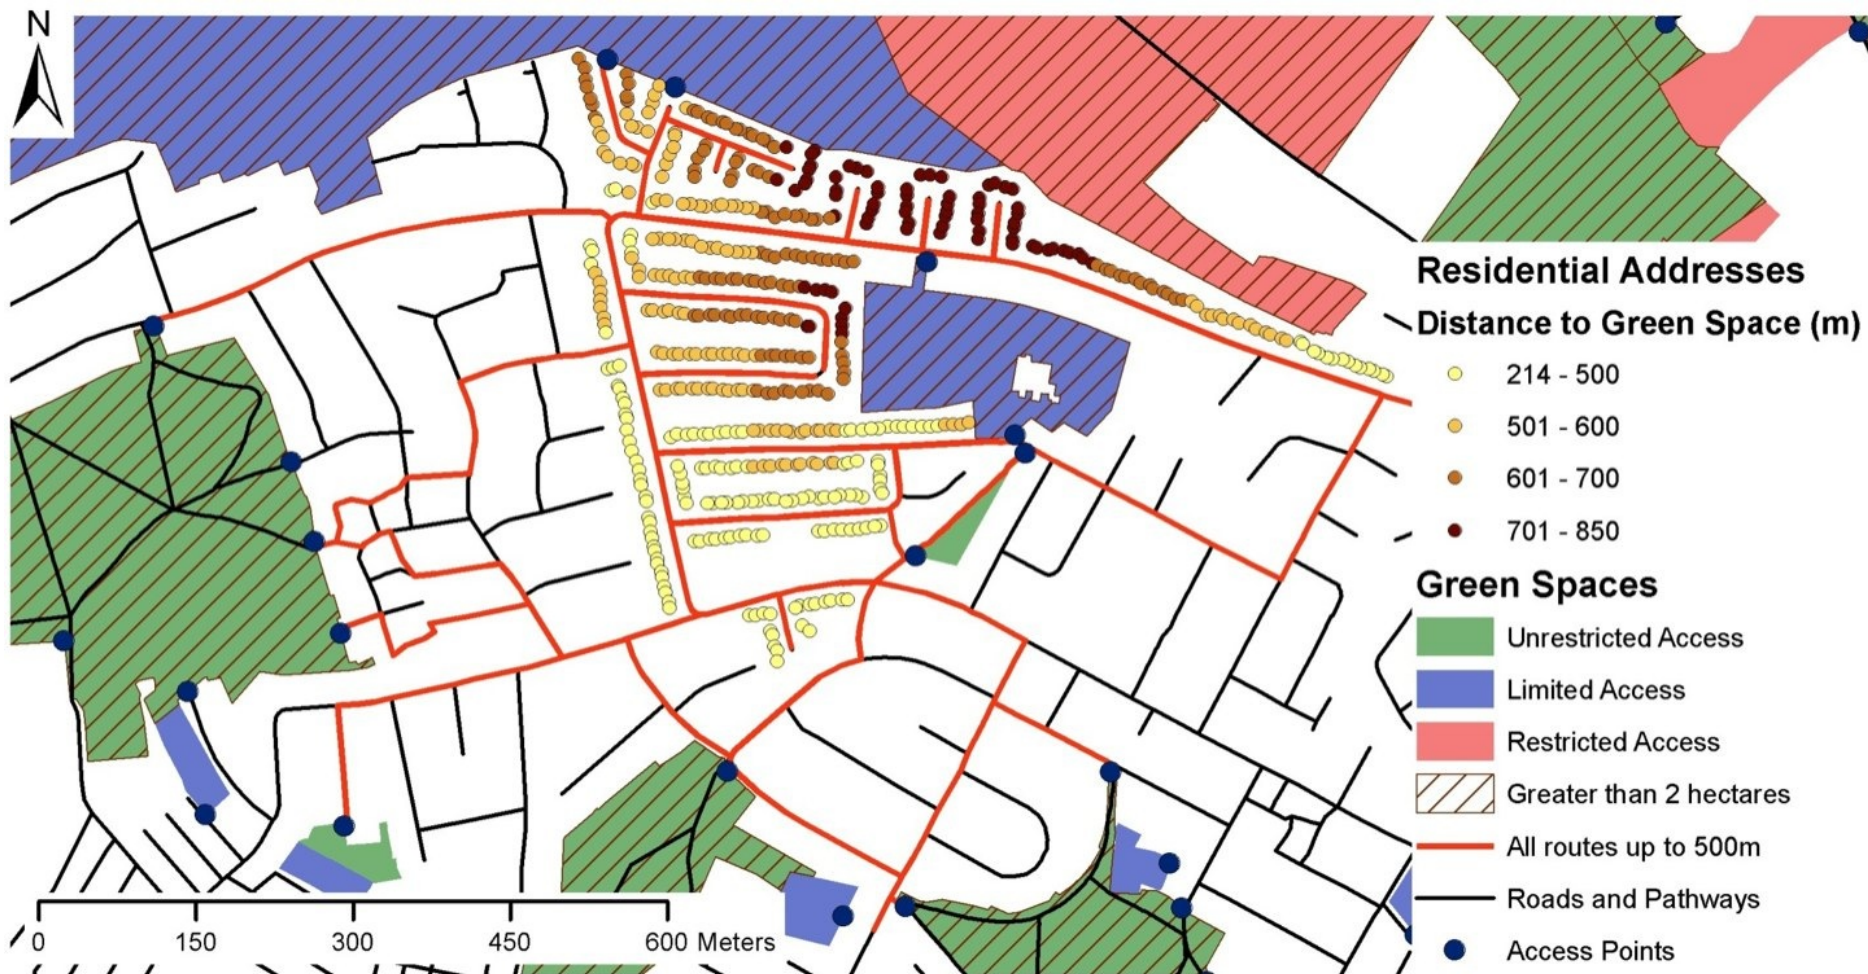 N
Residential Addresses
Distance to Green Space (m)
214 - 500
501 - 600
601 - 700
701 - 850
Green Spaces
Unrestricted Access
Limited Access
Restricted Access
Greater than 2 hectares
All routes up to 500m
Roads and Pathways
Access Points
0 150 300 450 600 Meters